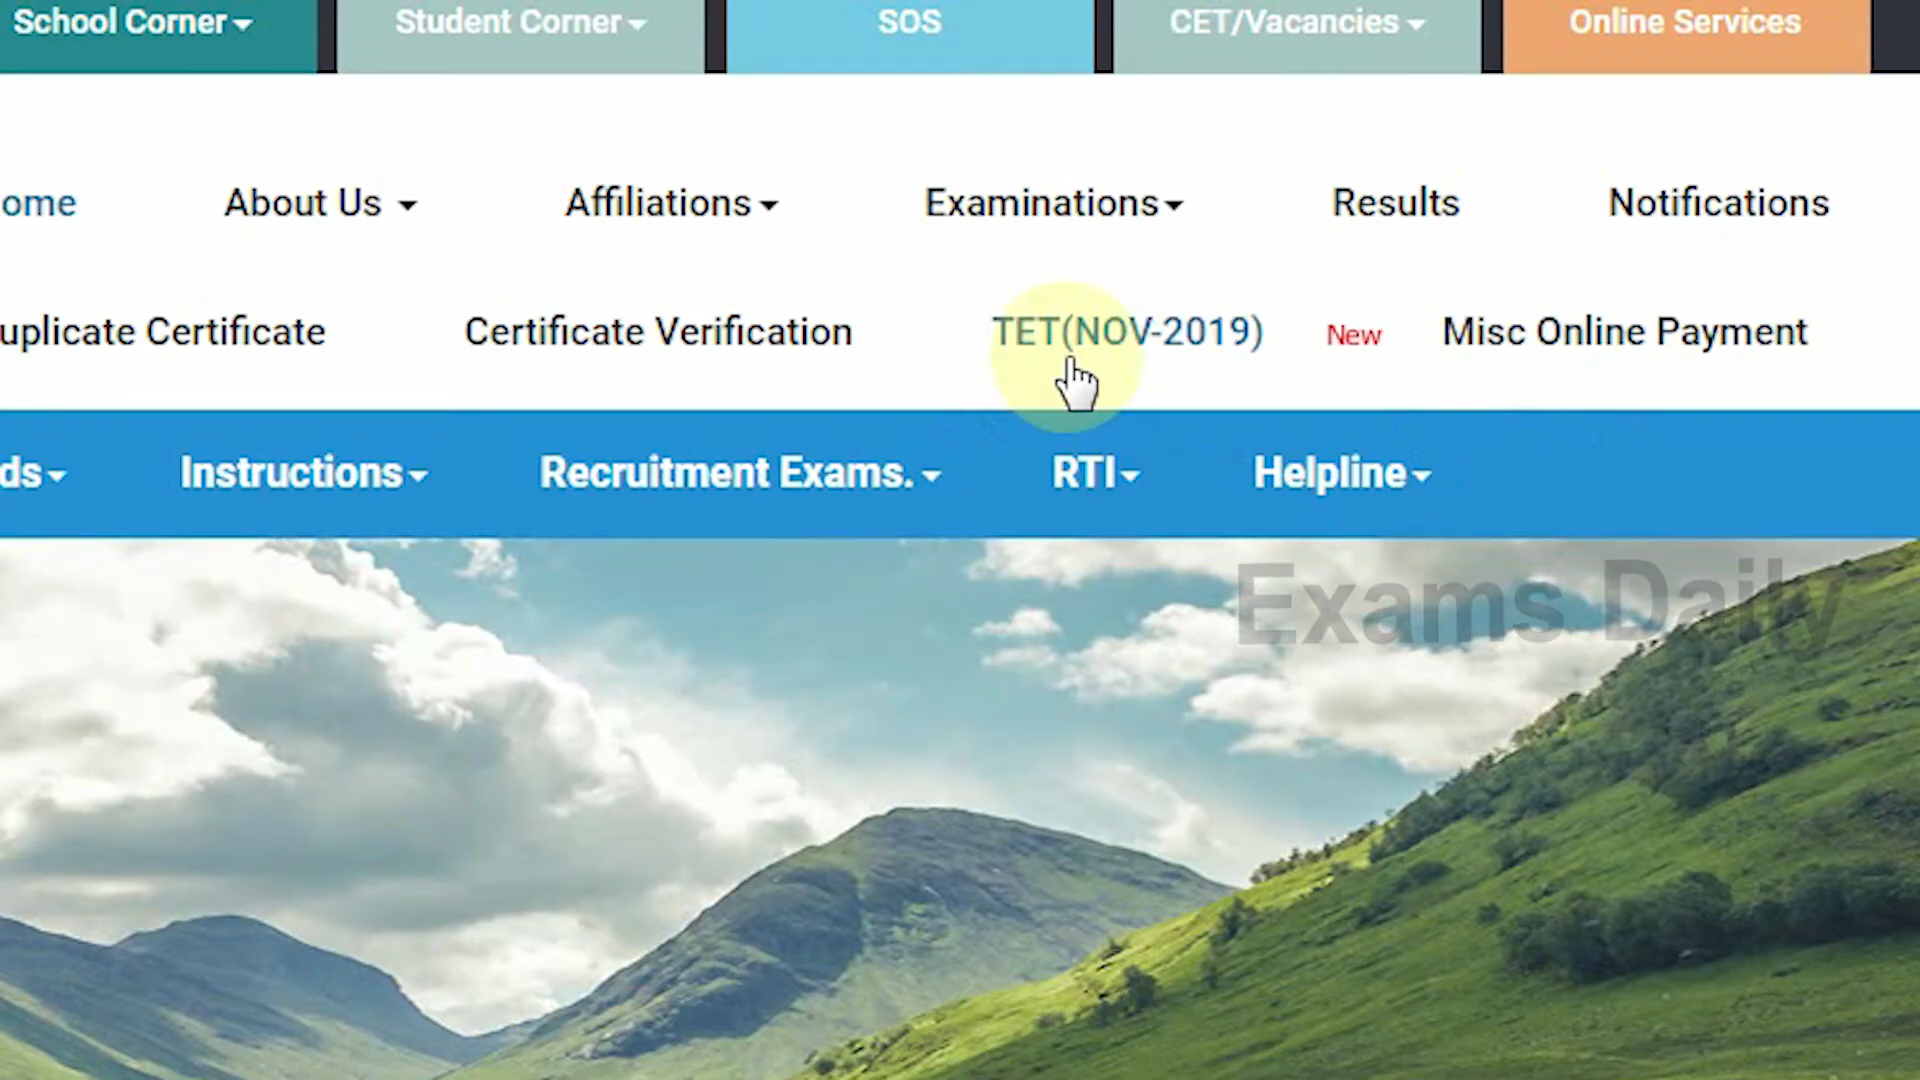 School Corner Student Corner SOS CET/Vacancies Online Services
ome About Us Affiliations Examinations Results Notifications
uplicate Certificate Certificate Verification TET(NOV-2019) New Misc Online Payment
ds Instructions Recruitment Exams. RTI Helpline
Exams Daily